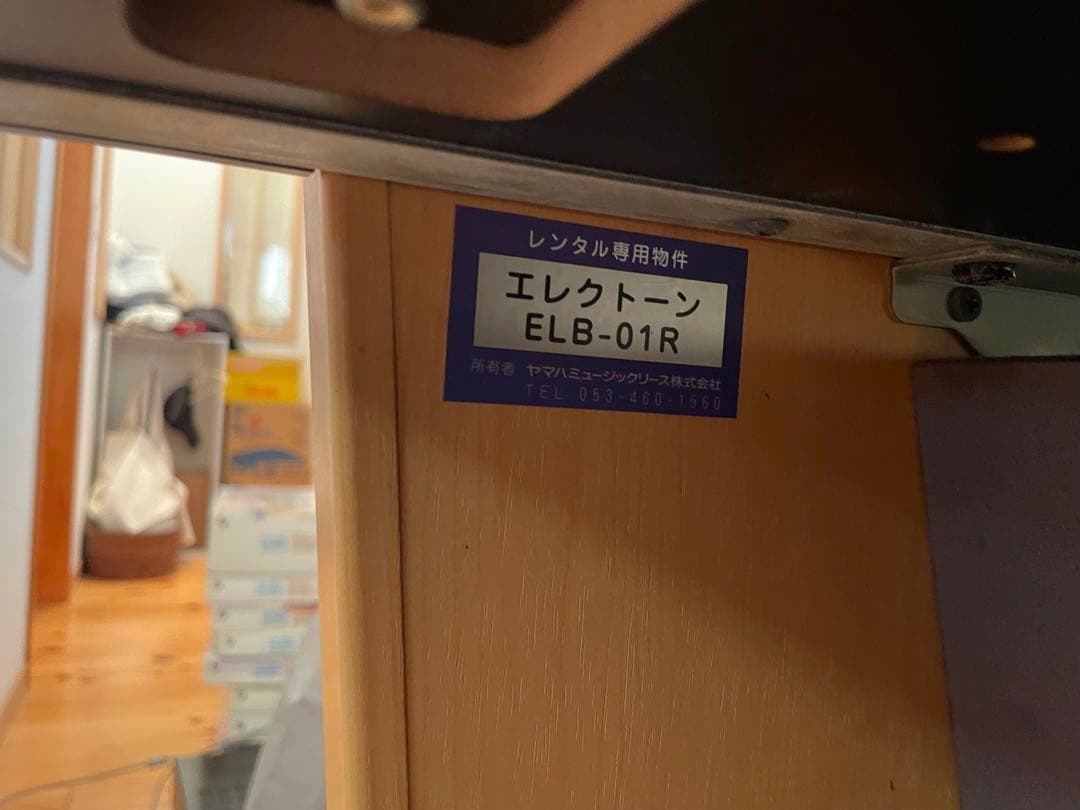 レンタル専用物件
エレクトーン
ELB-01R
所有者 ヤマハミュージックリース株式会社
TEL 053-460-1560